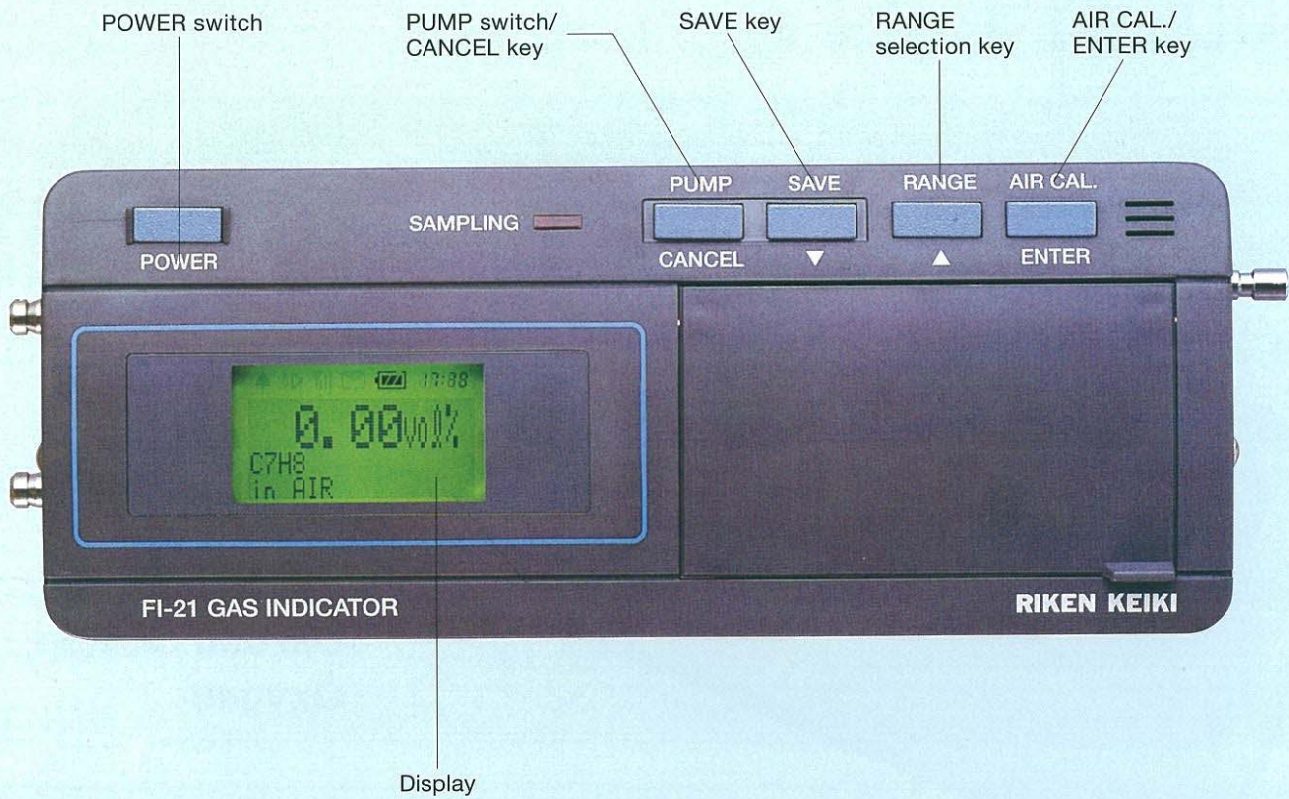 POWER switch
PUMP switch/
CANCEL key
SAVE key
RANGE
selection key
AIR CAL./
ENTER key
PUMP
SAVE
RANGE
AIR CAL.
SAMPLING
POWER
CANCEL
▼
▲
ENTER
0.00vol%
C7H8
in AIR
FI-21 GAS INDICATOR
RIKEN KEIKI
Display